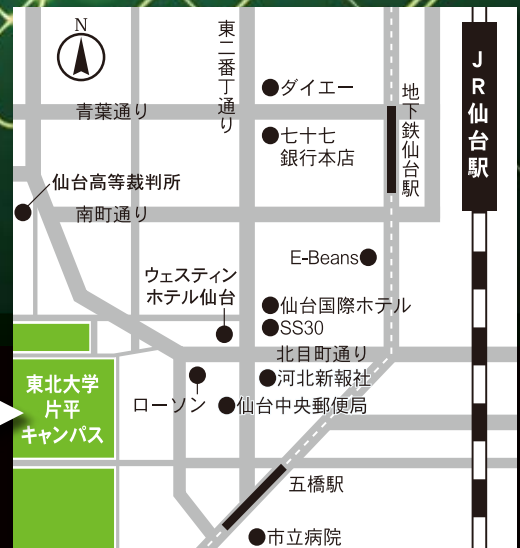 N
東二番丁通り
ダイエー
JR仙台駅
地下鉄仙台駅
青葉通り
七十七
銀行本店
仙台高等裁判所
南町通り
E-Beans
ウェスティン
ホテル仙台
仙台国際ホテル
SS30
北目町通り
東北大学
片平
キャンパス
河北新報社
ローソン
仙台中央郵便局
五橋駅
市立病院